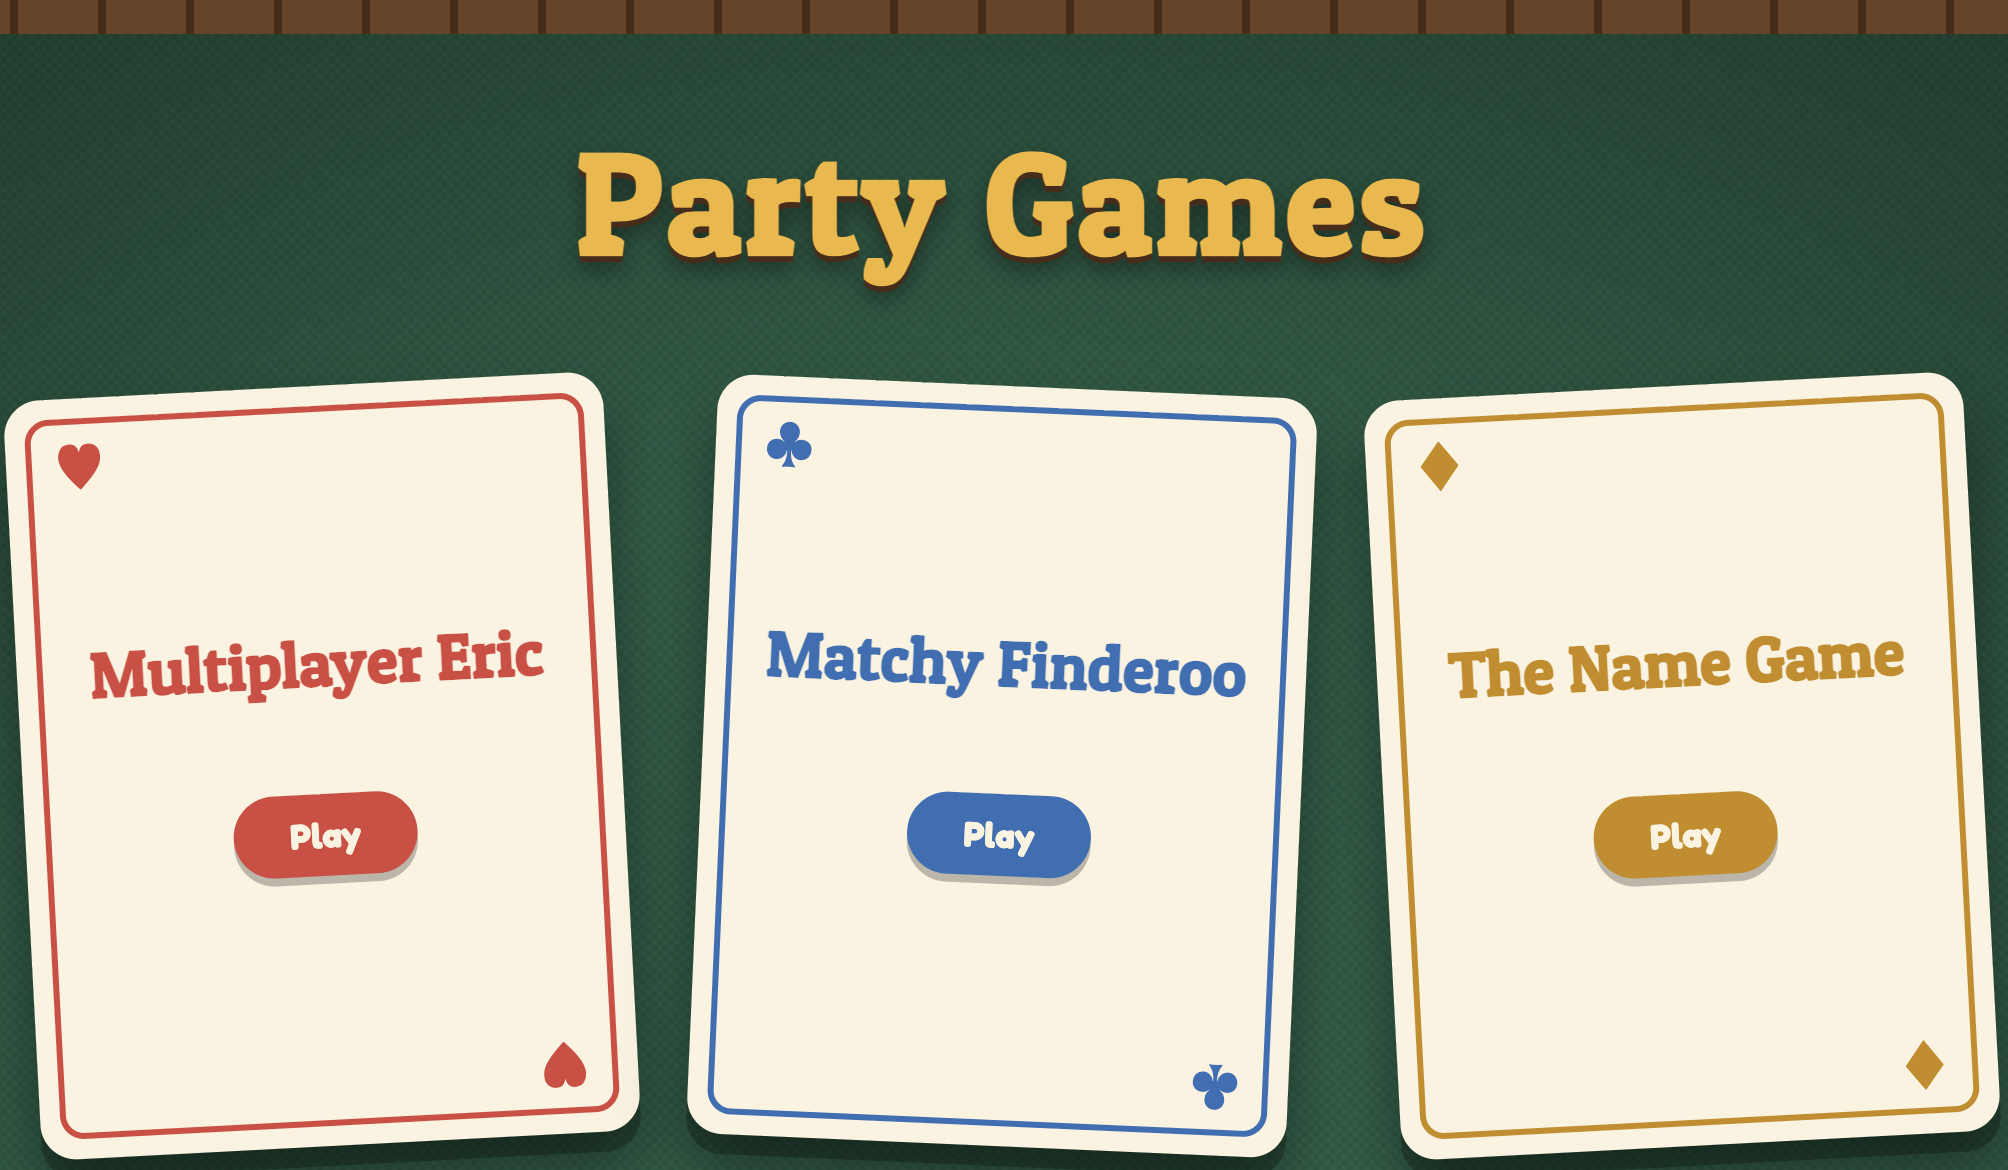 Party Games
Multiplayer Eric
Matchy Finderoo
The Name Game
Play
Play
Play